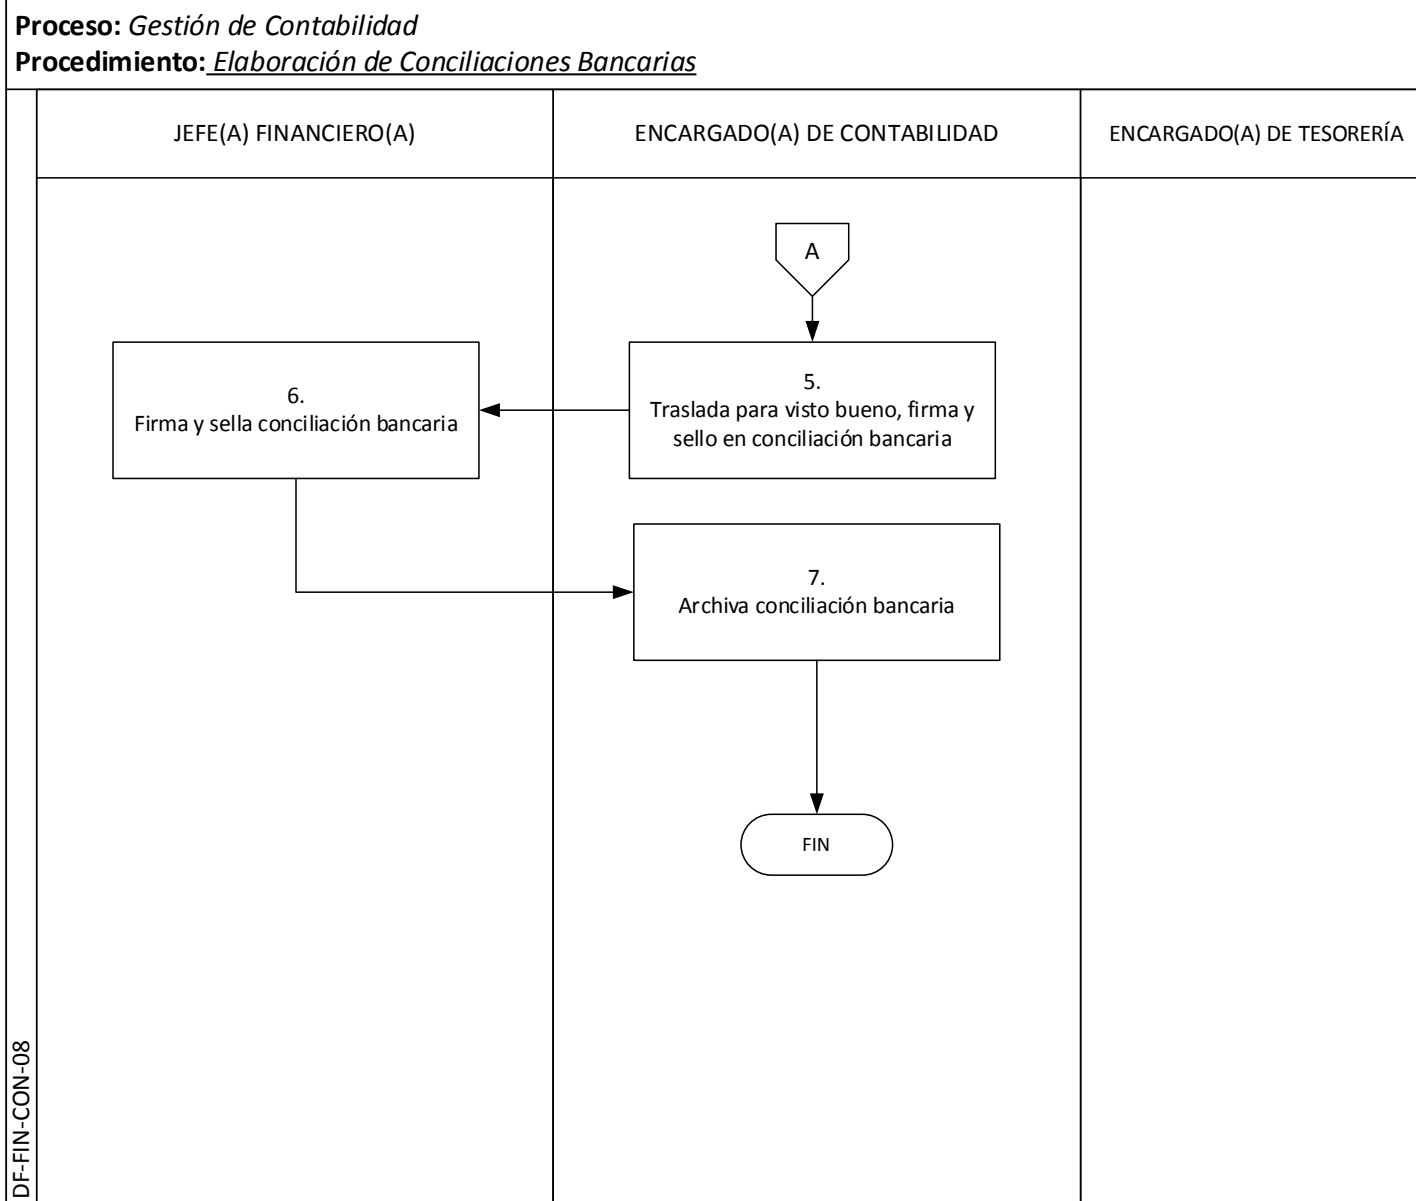 Proceso: Gestión de Contabilidad
Procedimiento: Elaboración de Conciliaciones Bancarias
JEFE(A) FINANCIERO(A)
ENCARGADO(A) DE CONTABILIDAD
ENCARGADO(A) DE TESORERÍA
A
5.
Traslada para visto bueno, firma y
sello en conciliación bancaria
6.
Firma y sella conciliación bancaria
7.
Archiva conciliación bancaria
FIN
DF-FIN-CON-08